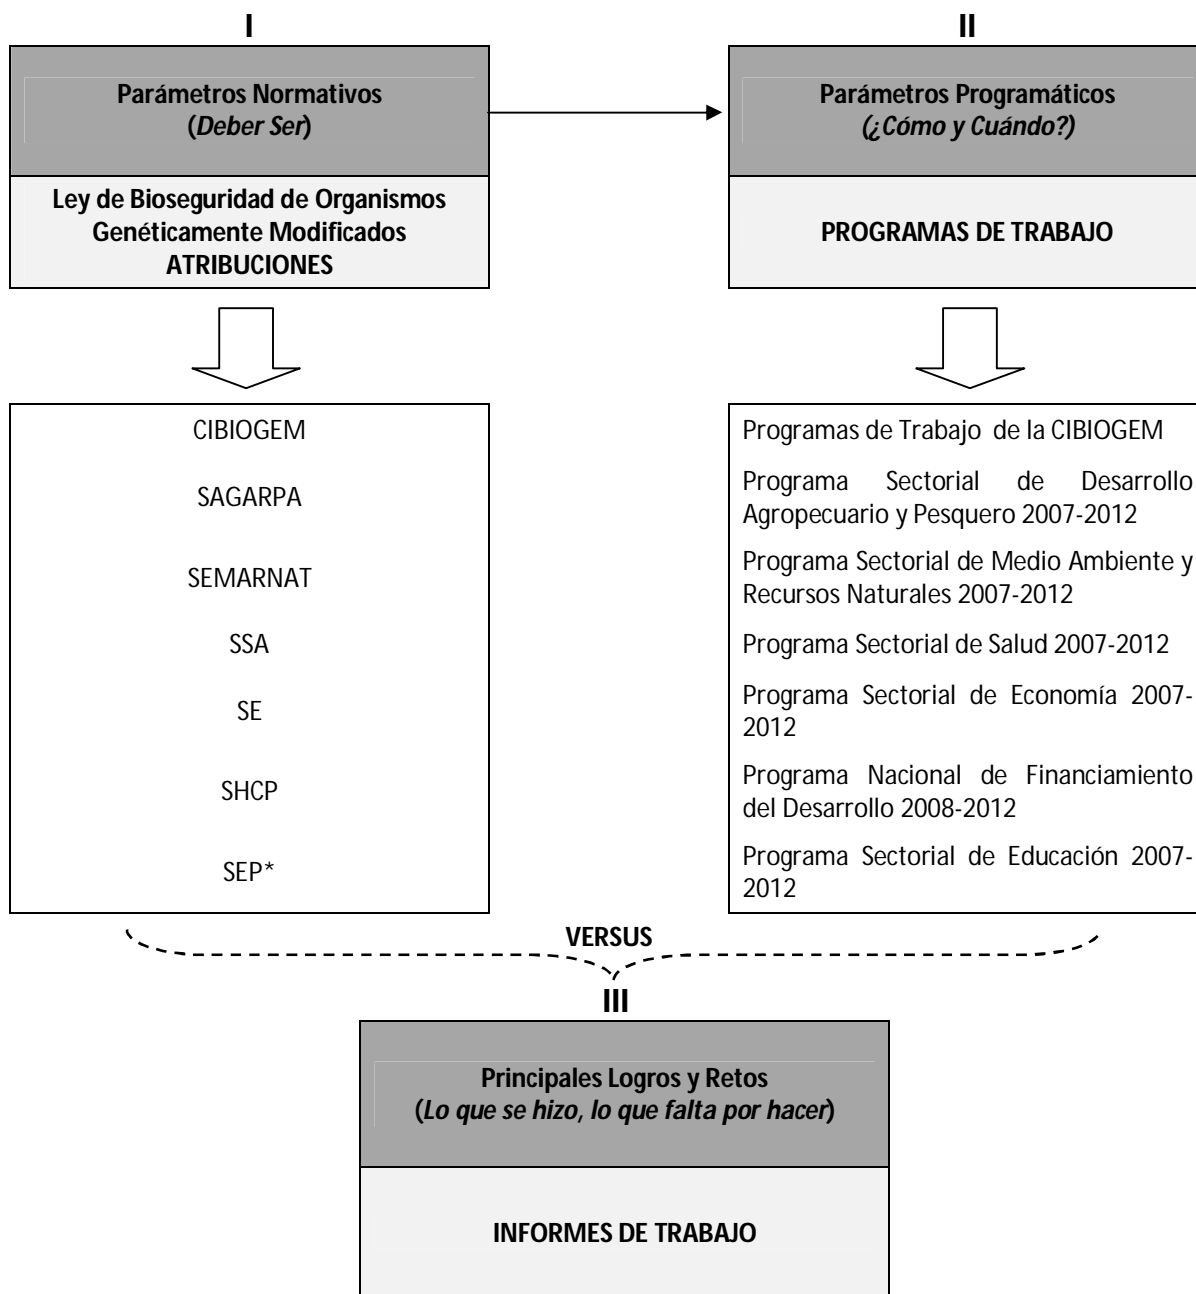 I
Parámetros Normativos
(Deber Ser)
Ley de Bioseguridad de Organismos
Genéticamente Modificados
ATRIBUCIONES
II
Parámetros Programáticos
(¿Cómo y Cuándo?)
PROGRAMAS DE TRABAJO
CIBIOGEM
SAGARPA
SEMARNAT
SSA
SE
SHCP
SEP*
Programas de Trabajo de la CIBIOGEM
Programa Sectorial de Desarrollo
Agropecuario y Pesquero 2007-2012
Programa Sectorial de Medio Ambiente y
Recursos Naturales 2007-2012
Programa Sectorial de Salud 2007-2012
Programa Sectorial de Economía 2007-
2012
Programa Nacional de Financiamiento
del Desarrollo 2008-2012
Programa Sectorial de Educación 2007-
2012
VERSUS
III
Principales Logros y Retos
(Lo que se hizo, lo que falta por hacer)
INFORMES DE TRABAJO